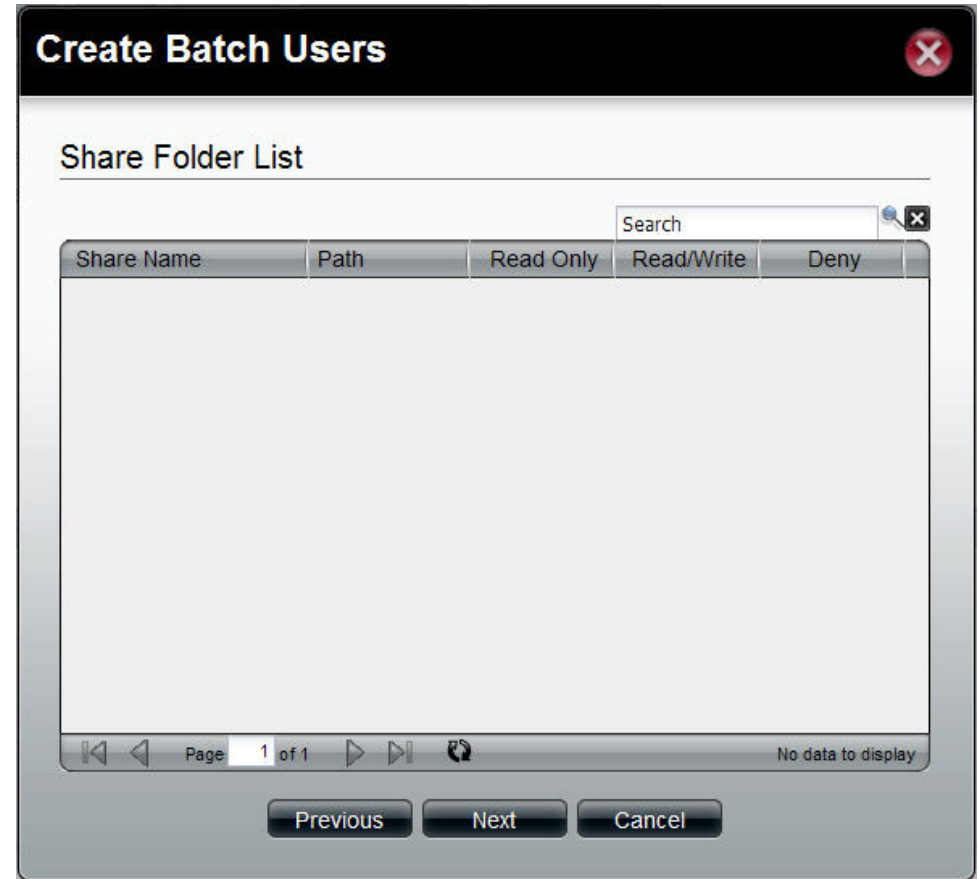 Create Batch Users
Share Folder List
Search
Share Name Path Read Only Read/Write Deny
Page 1 of 1 No data to display
Previous Next Cancel